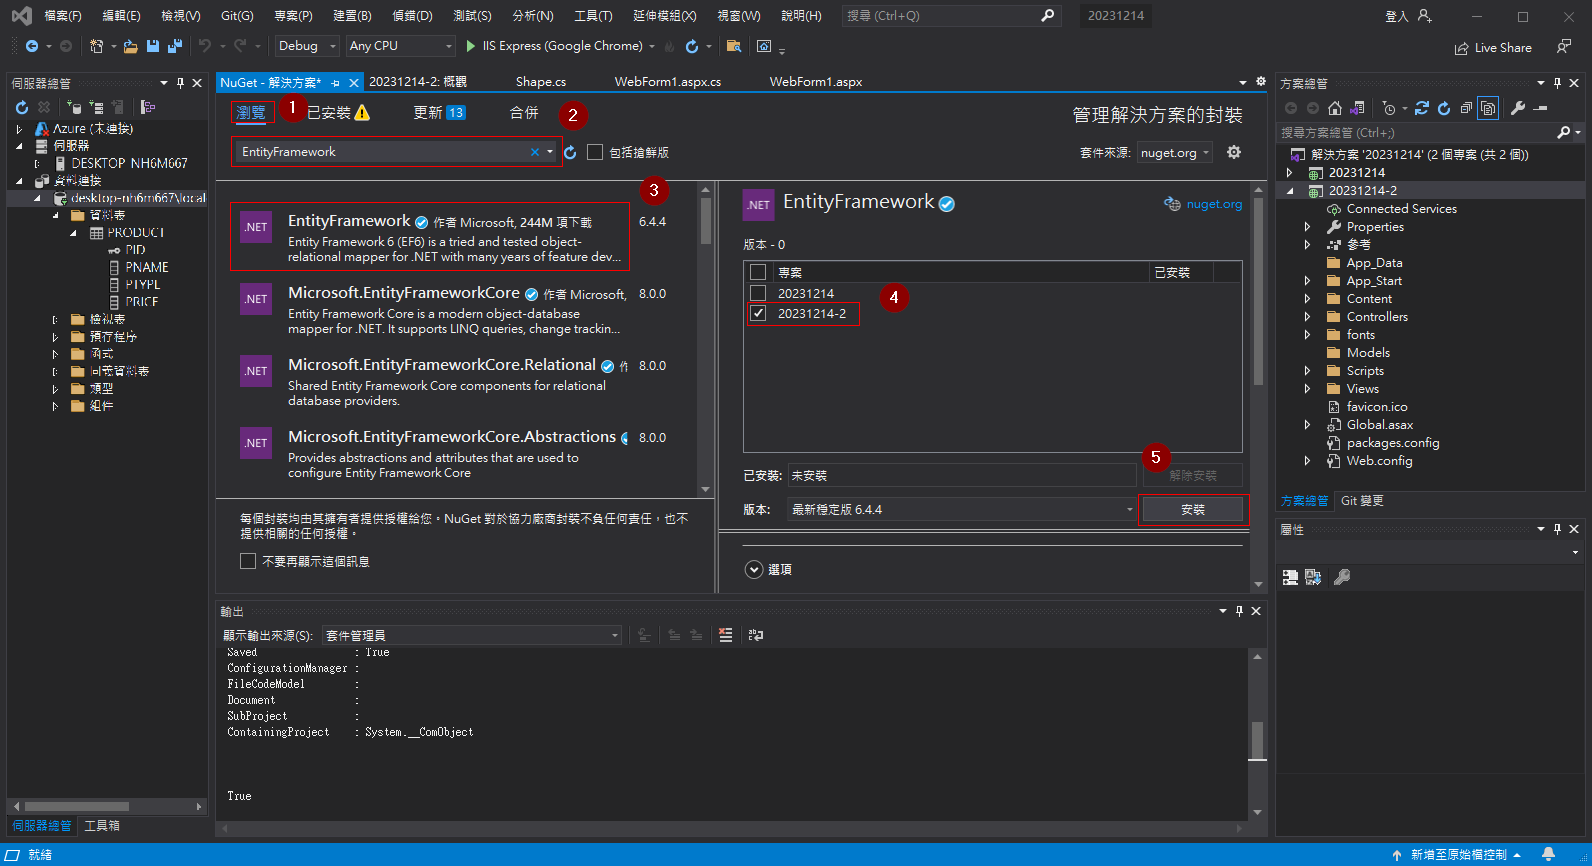 檔案(F) 編輯(E) 檢視(V) Git(G) 專案(P) 建置(B) 偵錯(D) 測試(S) 分析(N) 工具(T) 延伸模組(X) 視窗(W) 說明(H) 搜尋 (Ctrl+Q) 20231214 登入
Debug Any CPU IIS Express (Google Chrome) Live Share
伺服器總管
Azure (未連接)
伺服器
DESKTOP-NH6M667
資料連接
desktop-nh6m667\local
資料表
PRODUCT
PID
PNAME
PTYPE
PRICE
檢視表
預存程序
函式
同義資料表
類型
組件
伺服器總管 工具箱
NuGet - 解決方案* 20231214-2: 概觀 Shape.cs WebForm1.aspx.cs WebForm1.aspx
瀏覽 1 已安裝 更新 13 合併 2 管理解決方案的封裝
EntityFramework 包括搶鮮版 套件來源: nuget.org
3
EntityFramework 作者 Microsoft, 244M 項下載 6.4.4
Entity Framework 6 (EF6) is a tried and tested object-
relational mapper for .NET with many years of feature dev...
.NET
Microsoft.EntityFrameworkCore 作者 Microsoft, 8.0.0
Entity Framework Core is a modern object-database
mapper for .NET. It supports LINQ queries, change trackin...
.NET
Microsoft.EntityFrameworkCore.Relational 作 8.0.0
Shared Entity Framework Core components for relational
database providers.
.NET
Microsoft.EntityFrameworkCore.Abstractions 8.0.0
Provides abstractions and attributes that are used to
configure Entity Framework Core
.NET
每個封裝均由其擁有者提供授權給您。NuGet 對於協力廠商封裝不負任何責任，也不
提供相關的任何授權。
不要再顯示這個訊息
.NET EntityFramework nuget.org
版本 - 0
專案 已安裝
20231214 4
20231214-2
5
已安裝: 未安裝 解除安裝
版本: 最新穩定版 6.4.4 安裝
選項
輸出
顯示輸出來源(S): 套件管理員
Saved : True
ConfigurationManager :
FileCodeModel :
Document :
SubProject :
ContainingProject : System.__ComObject
True
方案總管
搜尋方案總管 (Ctrl+;)
解決方案 '20231214' (2 個專案 (共 2 個))
20231214
20231214-2
Connected Services
Properties
參考
App_Data
App_Start
Content
Controllers
fonts
Models
Scripts
Views
favicon.ico
Global.asax
packages.config
Web.config
方案總管 Git 變更
屬性
就緒 新增至原始檔控制